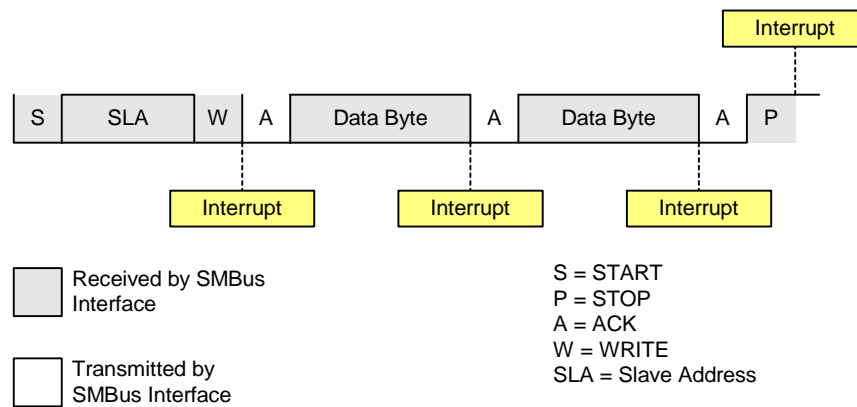 Interrupt
S SLA W A Data Byte A Data Byte A P
Interrupt Interrupt Interrupt
Received by SMBus
Interface
Transmitted by
SMBus Interface
S = START
P = STOP
A = ACK
W = WRITE
SLA = Slave Address